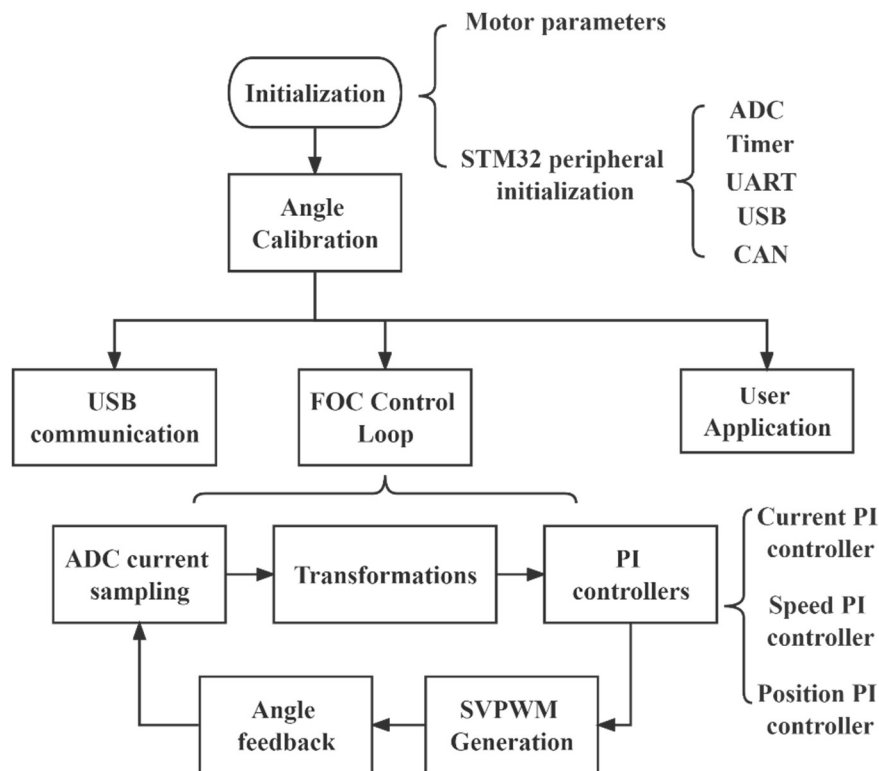 Motor parameters
Initialization
STM32 peripheral
initialization
ADC
Timer
UART
USB
CAN
Angle
Calibration
USB
communication
FOC Control
Loop
User
Application
ADC current
sampling
Transformations
PI
controllers
Current PI
controller
Speed PI
controller
Position PI
controller
Angle
feedback
SVPWM
Generation